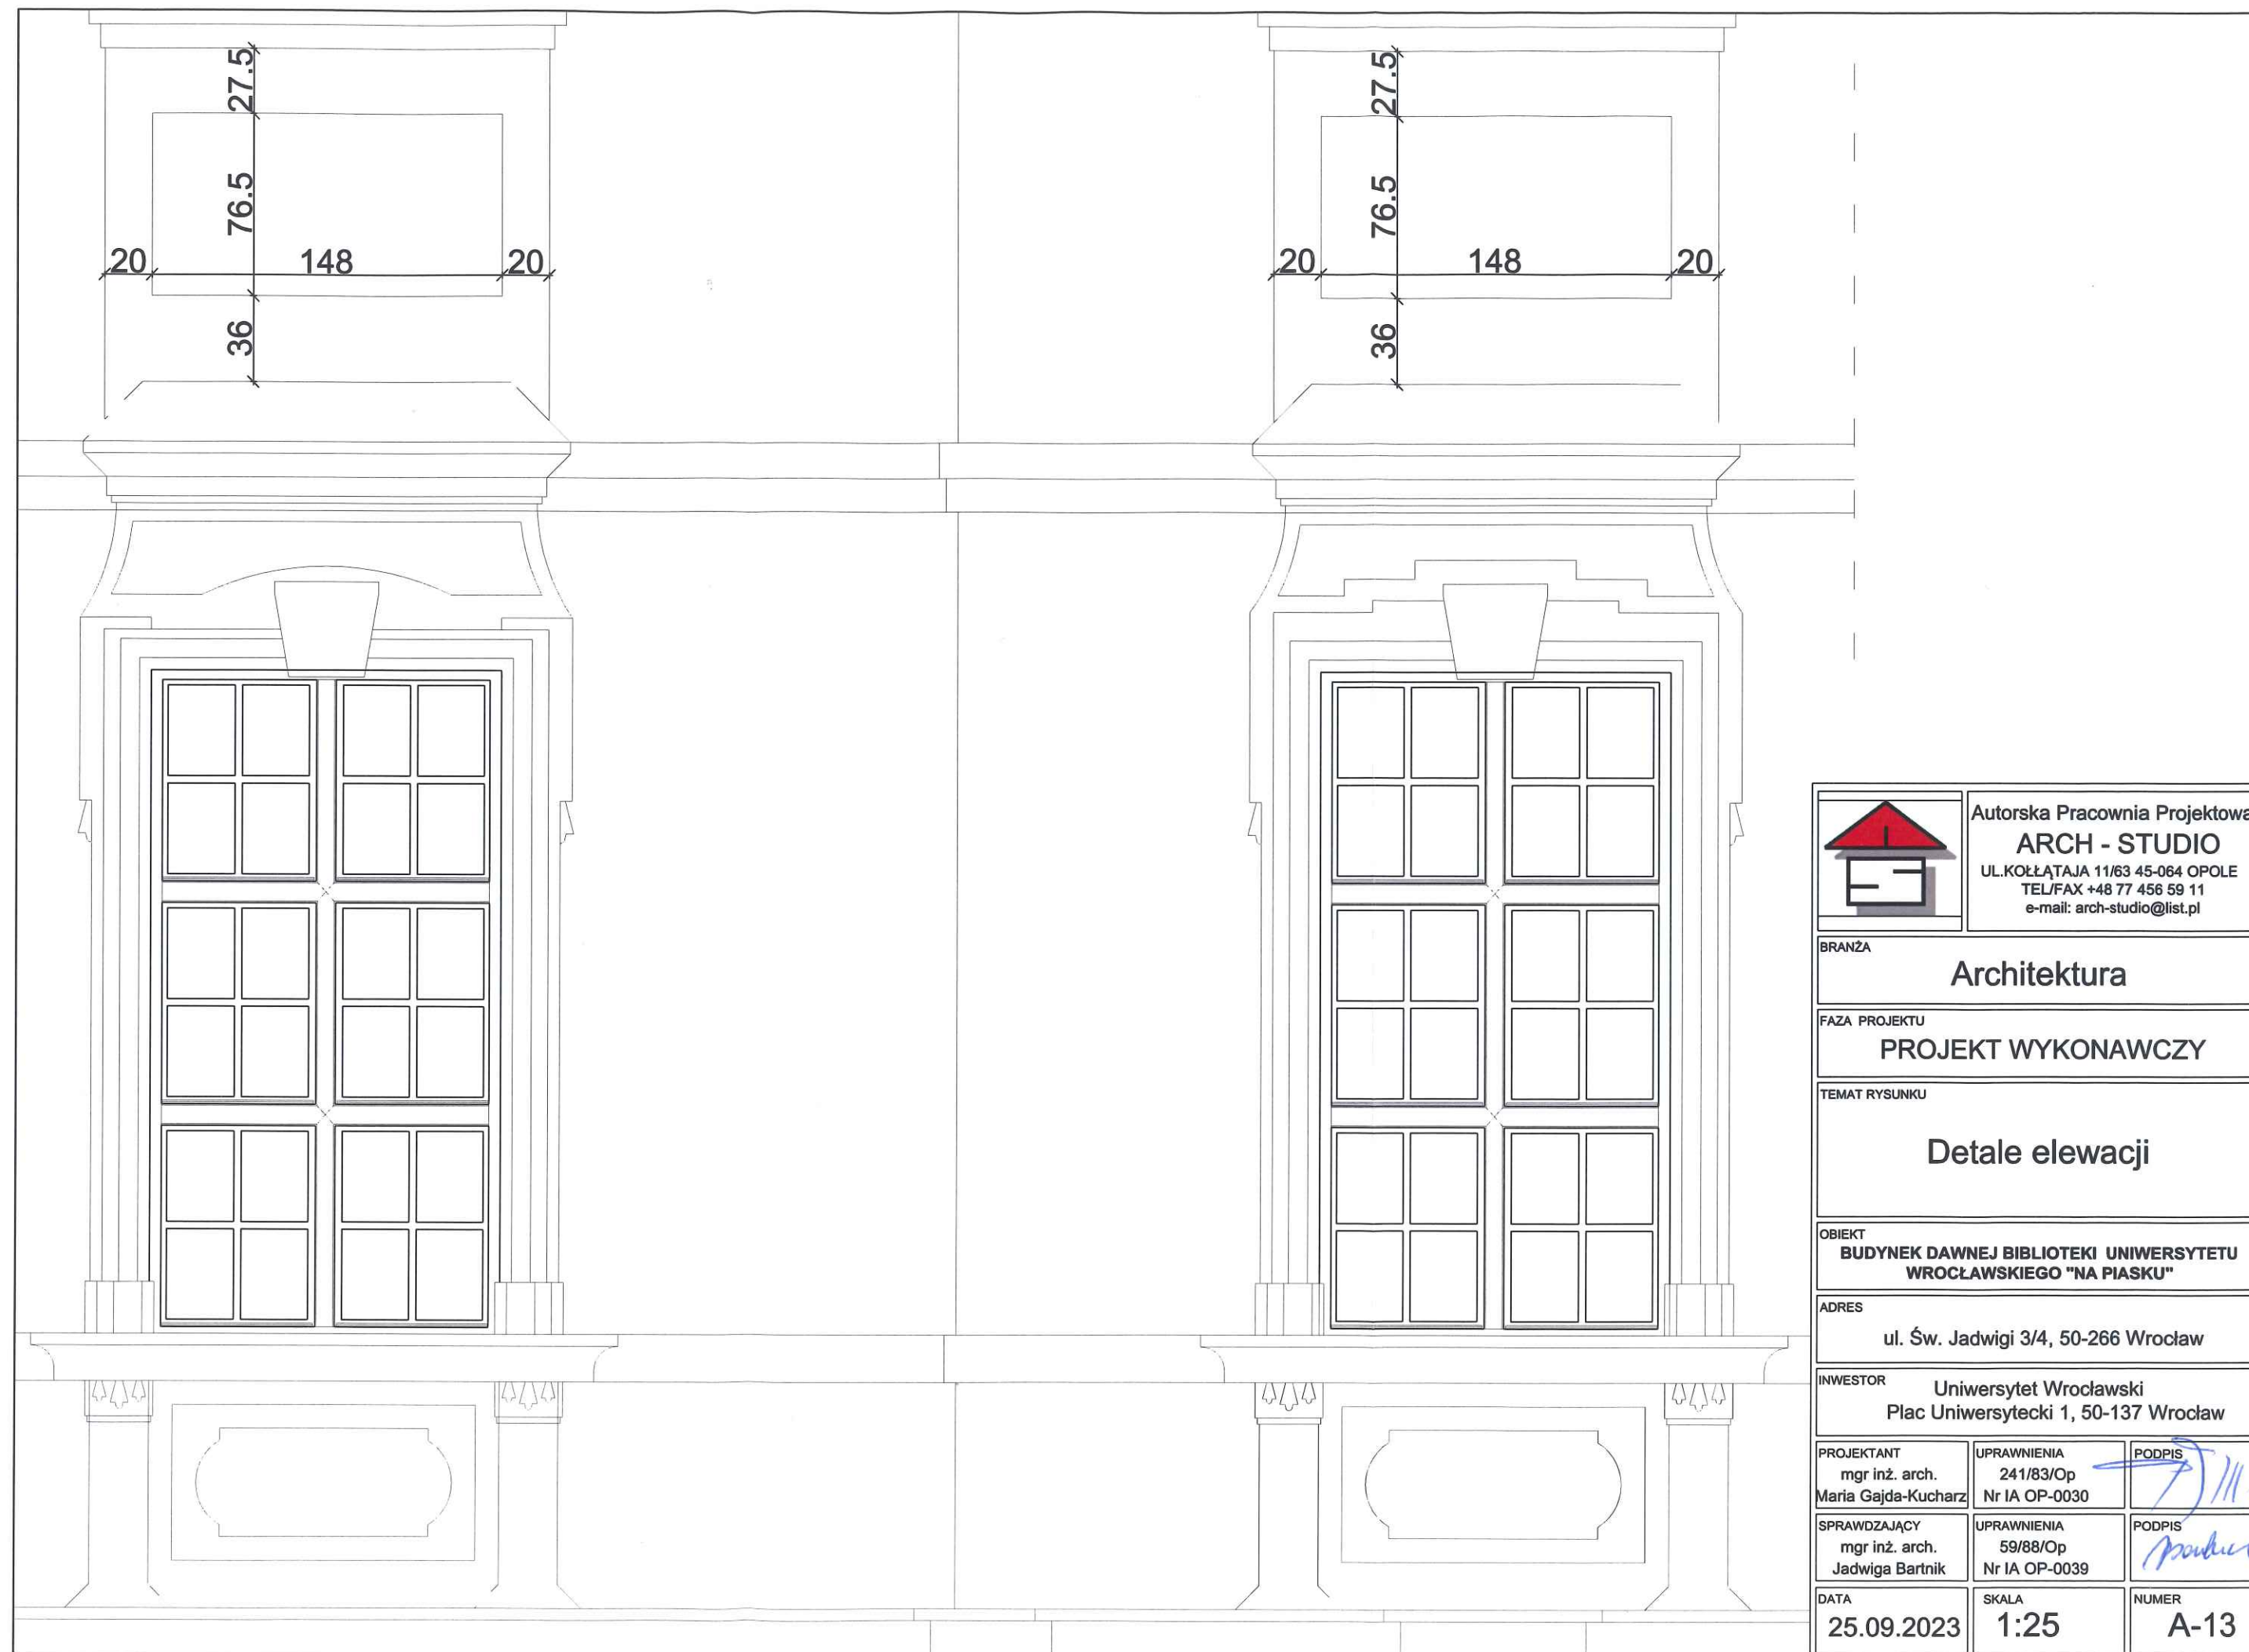 27.5
76.5
20
148
20
36
27.5
76.5
20
148
20
36
Autorska Pracownia Projektowa
ARCH - STUDIO
UL.KOŁŁĄTAJA 11/63 45-064 OPOLE
TEL/FAX +48 77 456 59 11
e-mail: arch-studio@list.pl
BRANŻA
Architektura
FAZA PROJEKTU
PROJEKT WYKONAWCZY
TEMAT RYSUNKU
Detale elewacji
OBIEKT
BUDYNEK DAWNEJ BIBLIOTEKI UNIWERSYTETU
WROCŁAWSKIEGO "NA PIASKU"
ADRES
ul. Św. Jadwigi 3/4, 50-266 Wrocław
INWESTOR
Uniwersytet Wrocławski
Plac Uniwersytecki 1, 50-137 Wrocław
PROJEKTANT
mgr inż. arch.
Maria Gajda-Kucharz
UPRAWNIENIA
241/83/Op
Nr IA OP-0030
PODPIS
SPRAWDZAJĄCY
mgr inż. arch.
Jadwiga Bartnik
UPRAWNIENIA
59/88/Op
Nr IA OP-0039
PODPIS
DATA
25.09.2023
SKALA
1:25
NUMER
A-13